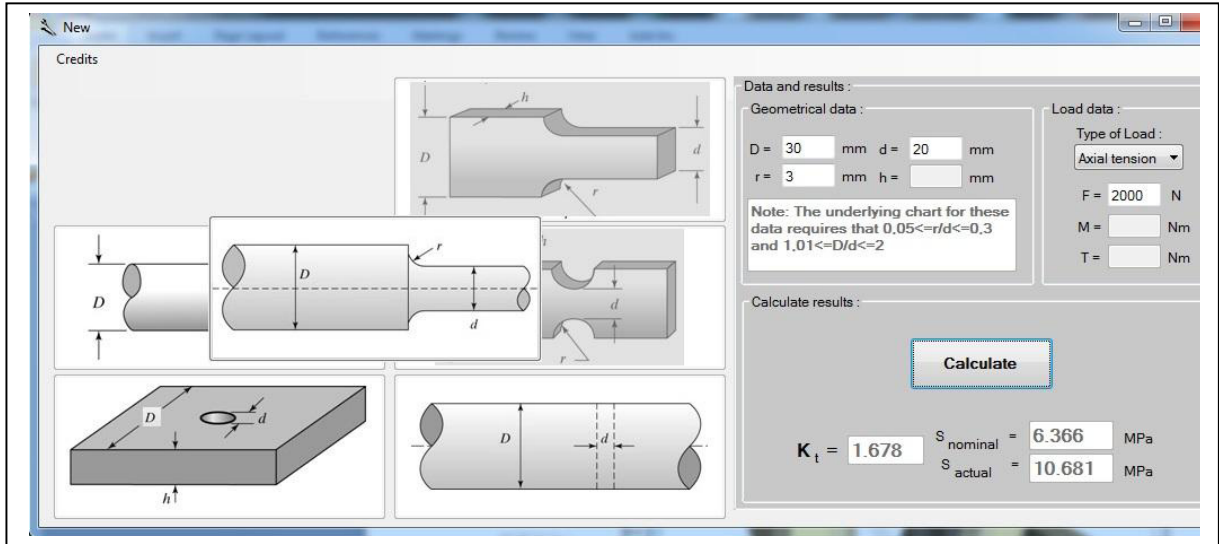 New
Credits
h
D
d
r
D
D
r
d
d
r
D
d
h
D
d
Data and results :
Geometrical data :
D = 30 mm d = 20 mm
r = 3 mm h = mm
Note: The underlying chart for these
data requires that 0,05<=r/d<=0,3
and 1,01<=D/d<=2
Load data :
Type of Load :
Axial tension
F = 2000 N
M = Nm
T = Nm
Calculate results :
Calculate
K t = 1.678
S nominal = 6.366 MPa
S actual = 10.681 MPa